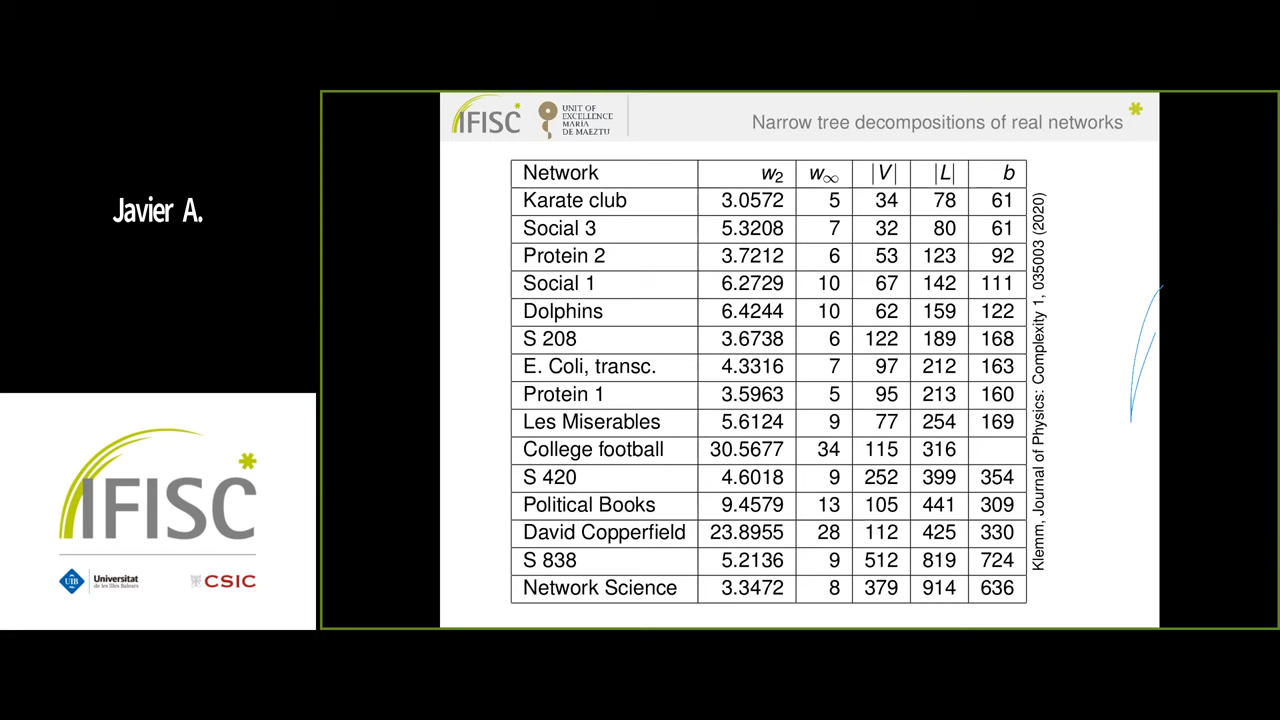 Javier A.
IFISC
Universitat
de les Illes Balears
UIB
CSIC
IFISC
UNIT OF
EXCELLENCE
MARÍA
DE MAEZTU
Narrow tree decompositions of real networks
Network w₂ w∞ |V| |L| b
Karate club 3.0572 5 34 78 61
Social 3 5.3208 7 32 80 61
Protein 2 3.7212 6 53 123 92
Social 1 6.2729 10 67 142 111
Dolphins 6.4244 10 62 159 122
S 208 3.6738 6 122 189 168
E. Coli, transc. 4.3316 7 97 212 163
Protein 1 3.5963 5 95 213 160
Les Miserables 5.6124 9 77 254 169
College football 30.5677 34 115 316
S 420 4.6018 9 252 399 354
Political Books 9.4579 13 105 441 309
David Copperfield 23.8955 28 112 425 330
S 838 5.2136 9 512 819 724
Network Science 3.3472 8 379 914 636
Klemm, Journal of Physics: Complexity 1, 035003 (2020)